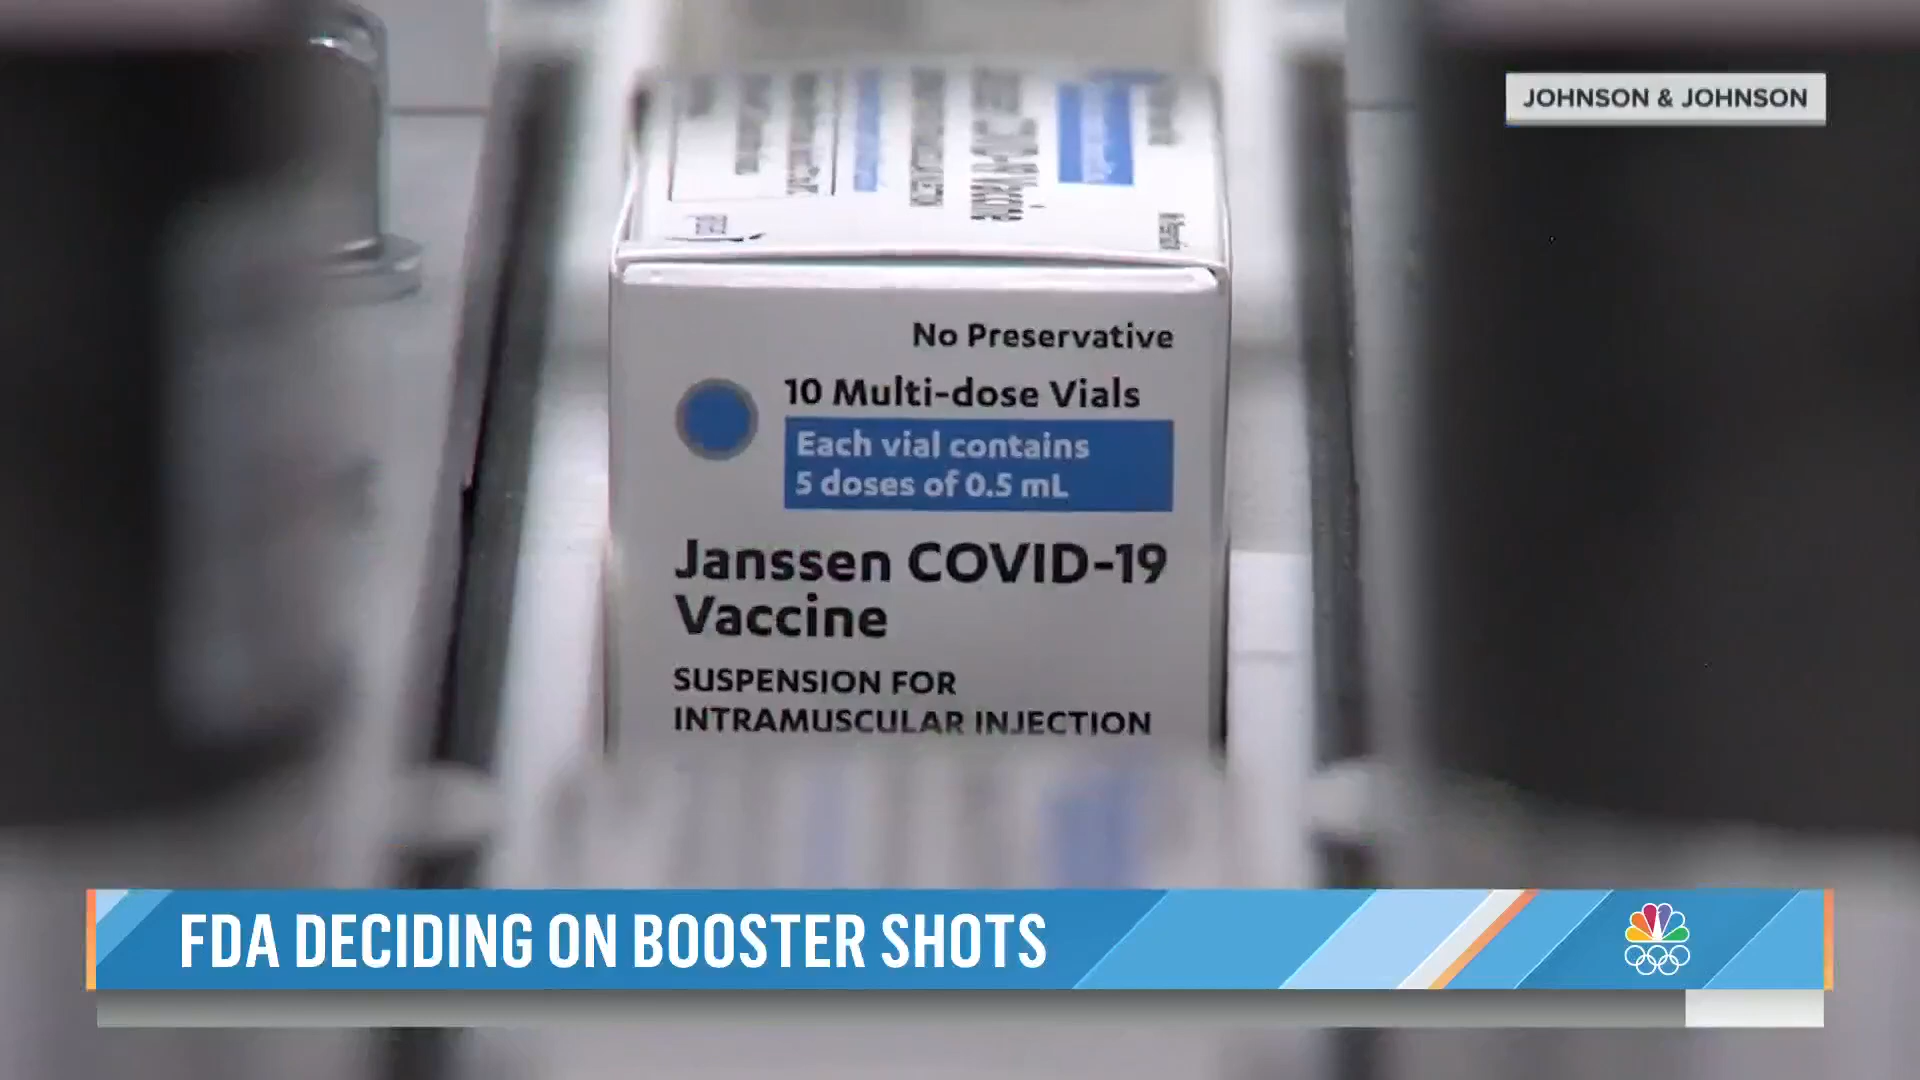 JOHNSON & JOHNSON
No Preservative
10 Multi-dose Vials
Each vial contains
5 doses of 0.5 mL
Janssen COVID-19
Vaccine
SUSPENSION FOR
INTRAMUSCULAR INJECTION
FDA DECIDING ON BOOSTER SHOTS